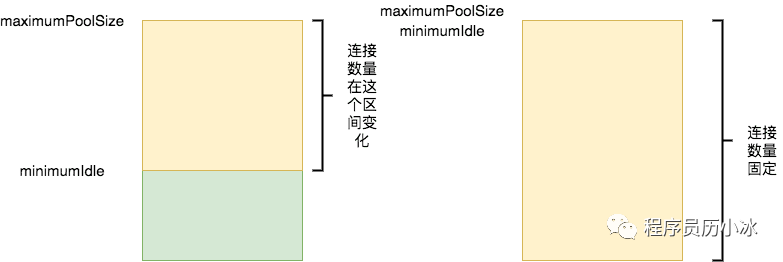 maximumPoolSize
连接
数量
在这
个区
间变
化
minimumIdle
maximumPoolSize
minimumIdle
连接
数量
固定
程序员历小冰